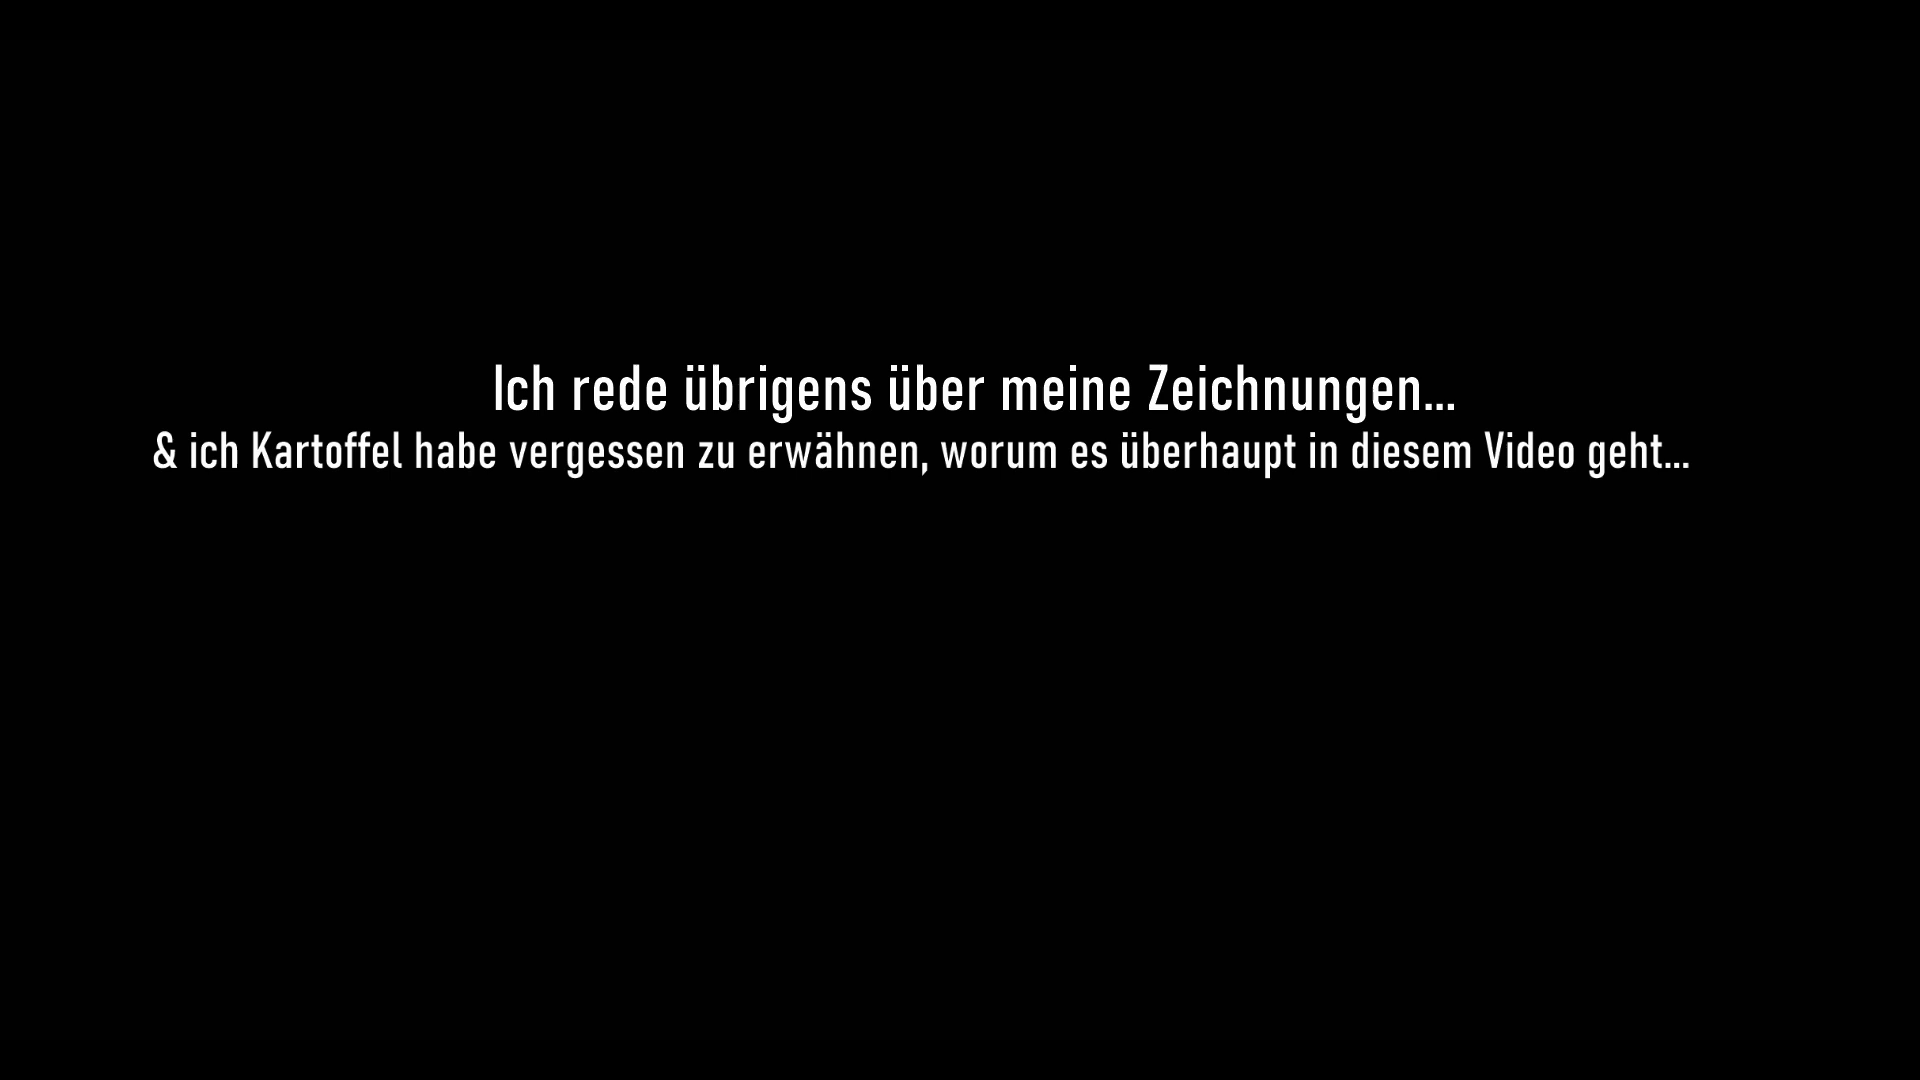 Ich rede übrigens über meine Zeichnungen...
& ich Kartoffel habe vergessen zu erwähnen, worum es überhaupt in diesem Video geht...